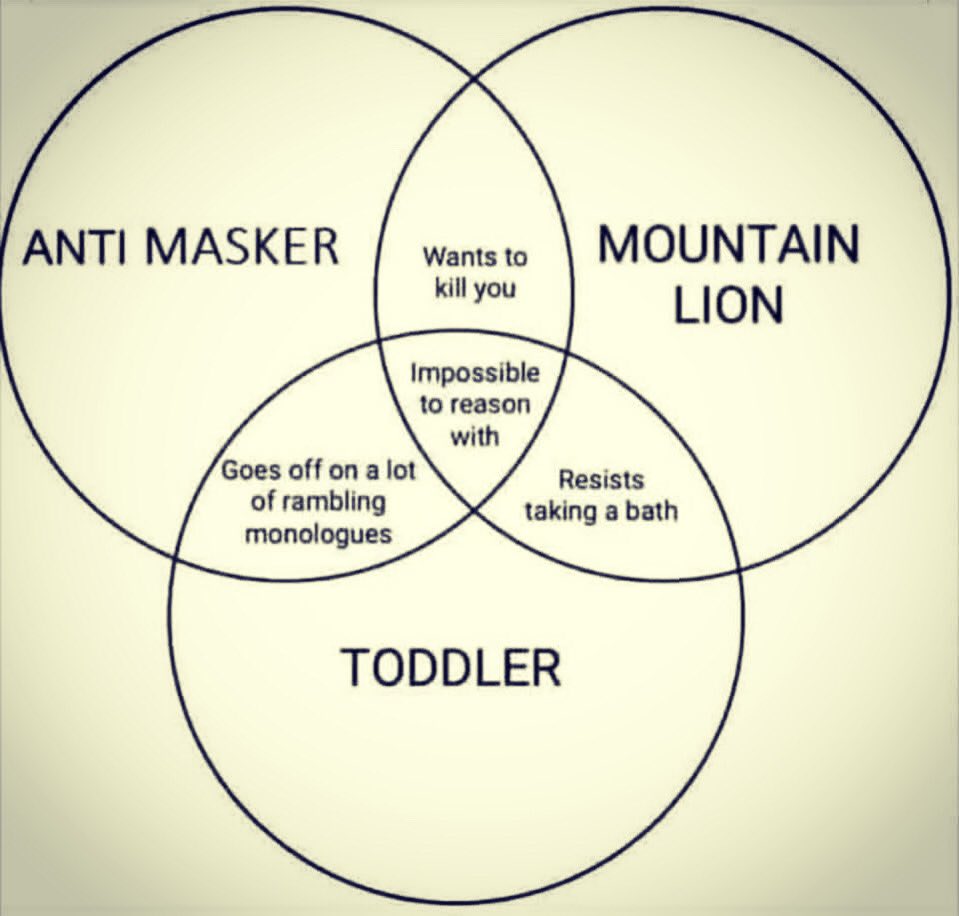 ANTI MASKER
MOUNTAIN
LION
Wants to
kill you
Impossible
to reason
with
Goes off on a lot
of rambling
monologues
Resists
taking a bath
TODDLER